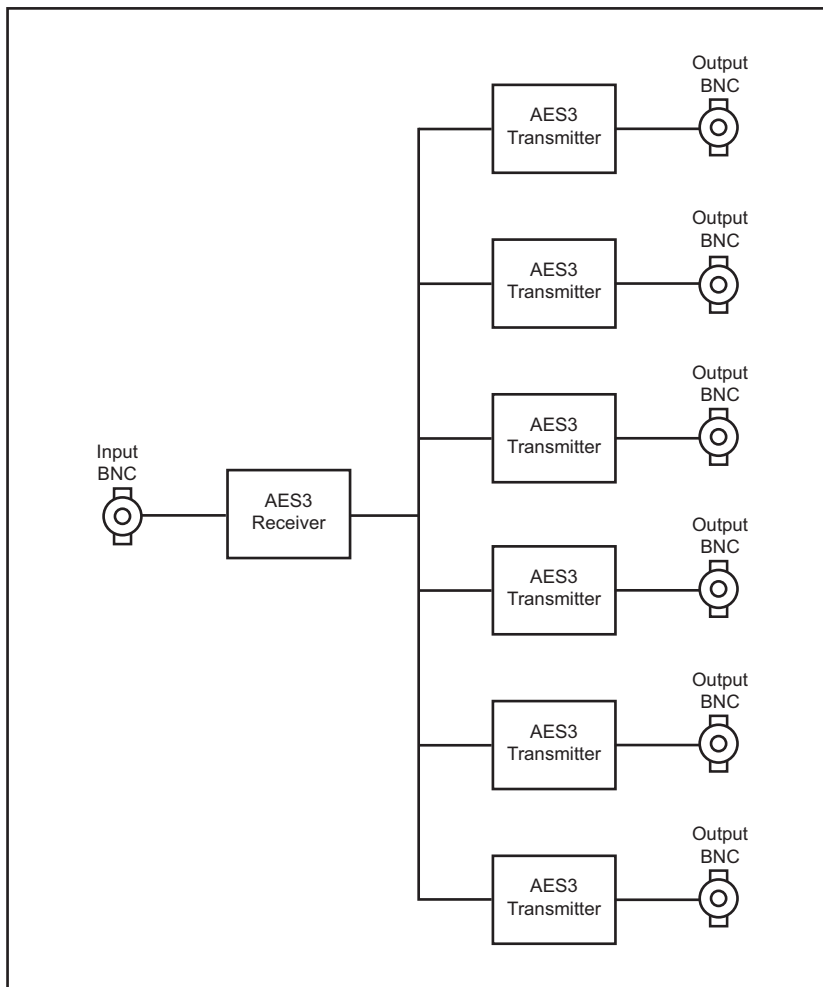 Output
BNC
AES3
Transmitter
Output
BNC
AES3
Transmitter
Output
BNC
AES3
Transmitter
Input
BNC
AES3
Receiver
Output
BNC
AES3
Transmitter
Output
BNC
AES3
Transmitter
Output
BNC
AES3
Transmitter